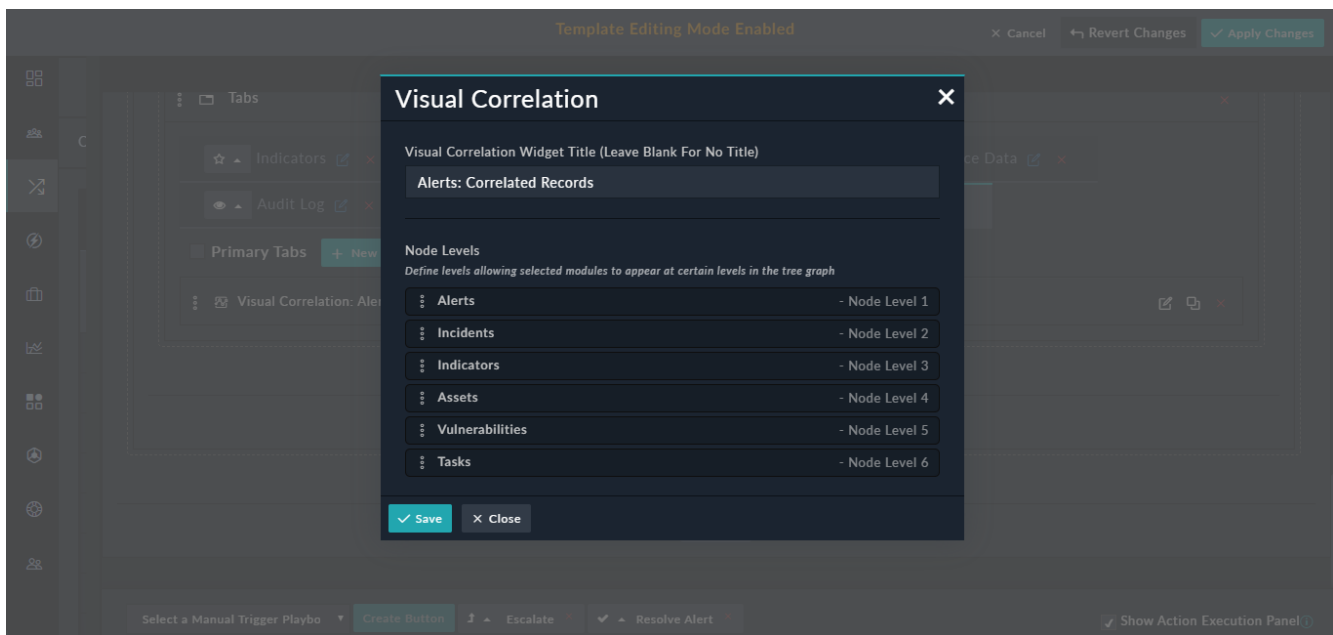 Template Editing Mode Enabled
Cancel
Revert Changes
Apply Changes
Tabs
Indicators
ce Data
Audit Log
Primary Tabs
+ New
Visual Correlation: Ale
Visual Correlation
Visual Correlation Widget Title (Leave Blank For No Title)
Alerts: Correlated Records
Node Levels
Define levels allowing selected modules to appear at certain levels in the tree graph
Alerts - Node Level 1
Incidents - Node Level 2
Indicators - Node Level 3
Assets - Node Level 4
Vulnerabilities - Node Level 5
Tasks - Node Level 6
Save
Close
Select a Manual Trigger Playbo
Create Button
Escalate
Resolve Alert
Show Action Execution Panel